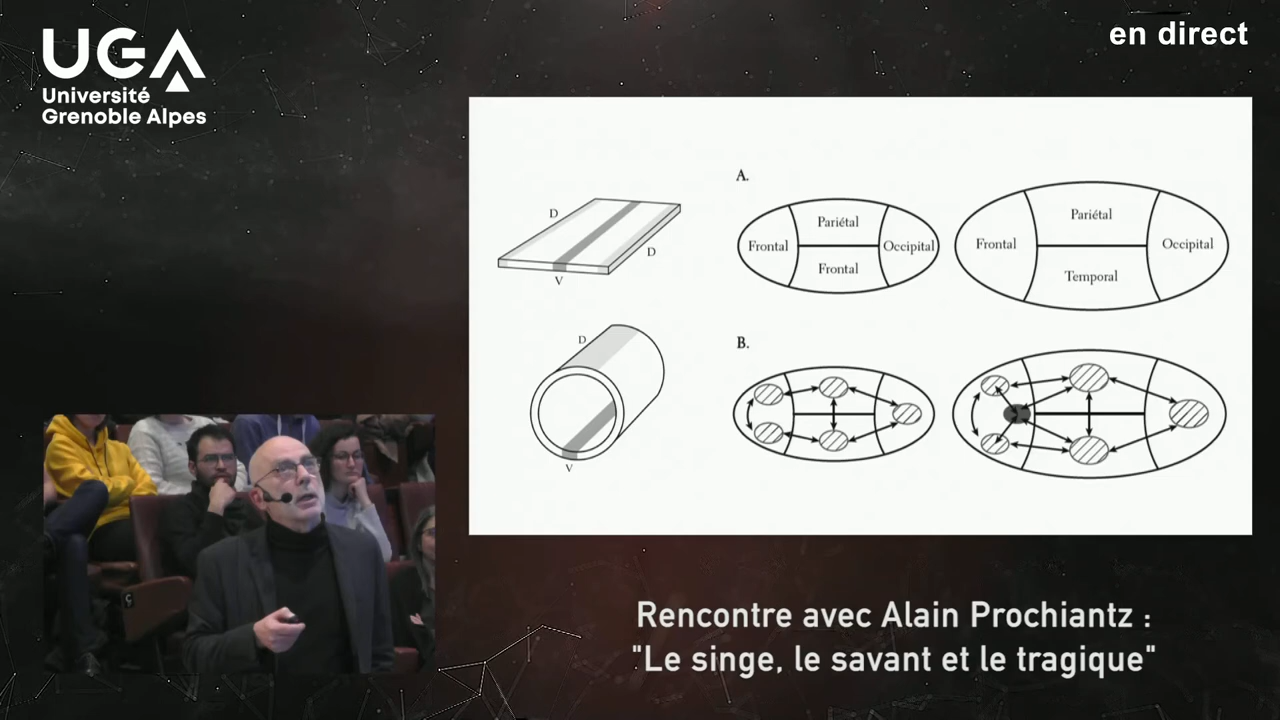 UGA
Université
Grenoble Alpes
en direct
D
D
V
D
V
A.
Frontal
Pariétal
Frontal
Occipital
Frontal
Pariétal
Temporal
Occipital
B.
Rencontre avec Alain Prochiantz :
"Le singe, le savant et le tragique"